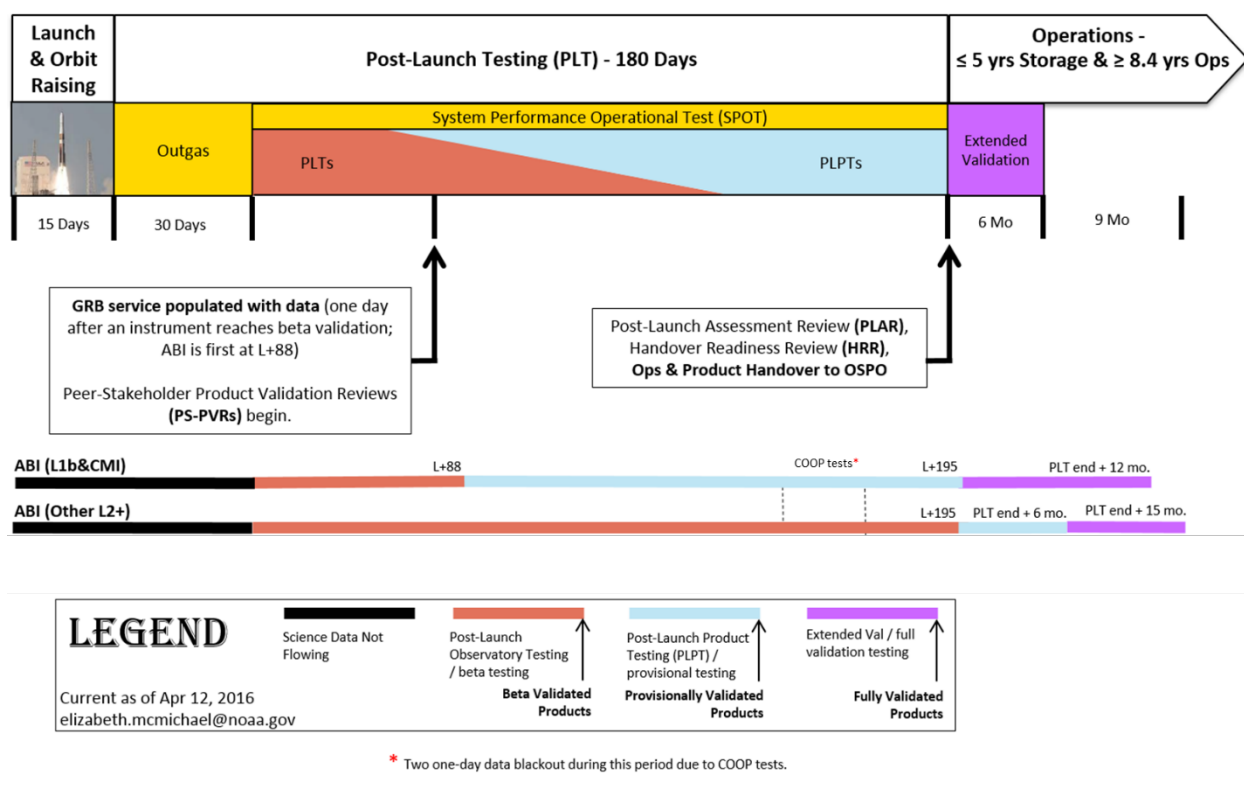 Launch
& Orbit
Raising
Post-Launch Testing (PLT) - 180 Days
Operations -
≤ 5 yrs Storage & ≥ 8.4 yrs Ops
System Performance Operational Test (SPOT)
Outgas
PLTs
PLPTs
Extended
Validation
15 Days
30 Days
6 Mo
9 Mo
GRB service populated with data (one day
after an instrument reaches beta validation;
ABI is first at L+88)
Peer-Stakeholder Product Validation Reviews
(PS-PVRs) begin.
Post-Launch Assessment Review (PLAR),
Handover Readiness Review (HRR),
Ops & Product Handover to OSPO
ABI (L1b&CMI)
L+88
COOP tests*
L+195
PLT end + 12 mo.
ABI (Other L2+)
L+195
PLT end + 6 mo.
PLT end + 15 mo.
LEGEND
Current as of Apr 12, 2016
elizabeth.mcmichael@noaa.gov
Science Data Not
Flowing
Post-Launch
Observatory Testing
/ beta testing
Beta Validated
Products
Post-Launch Product
Testing (PLPT) /
provisional testing
Provisionally Validated
Products
Extended Val / full
validation testing
Fully Validated
Products
* Two one-day data blackout during this period due to COOP tests.